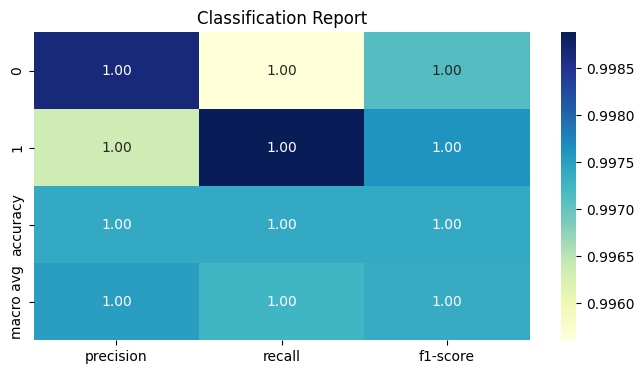 Classification Report
0 1.00 1.00 1.00
1 1.00 1.00 1.00
accuracy 1.00 1.00 1.00
macro avg 1.00 1.00 1.00
precision recall f1-score
0.9985
0.9980
0.9975
0.9970
0.9965
0.9960